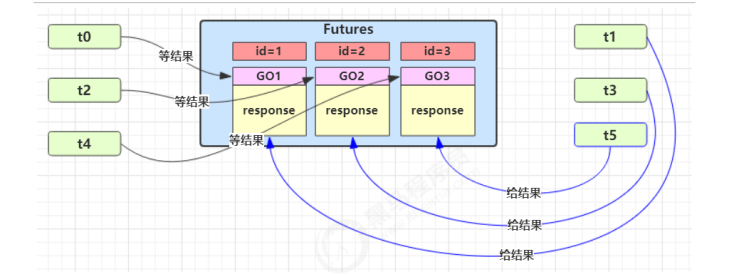 Futures
t0
t1
id=1
id=2
id=3
等结果
GO1
GO2
GO3
t2
t3
等结果
response
response
response
t4
t5
等结果
给结果
给结果
给结果